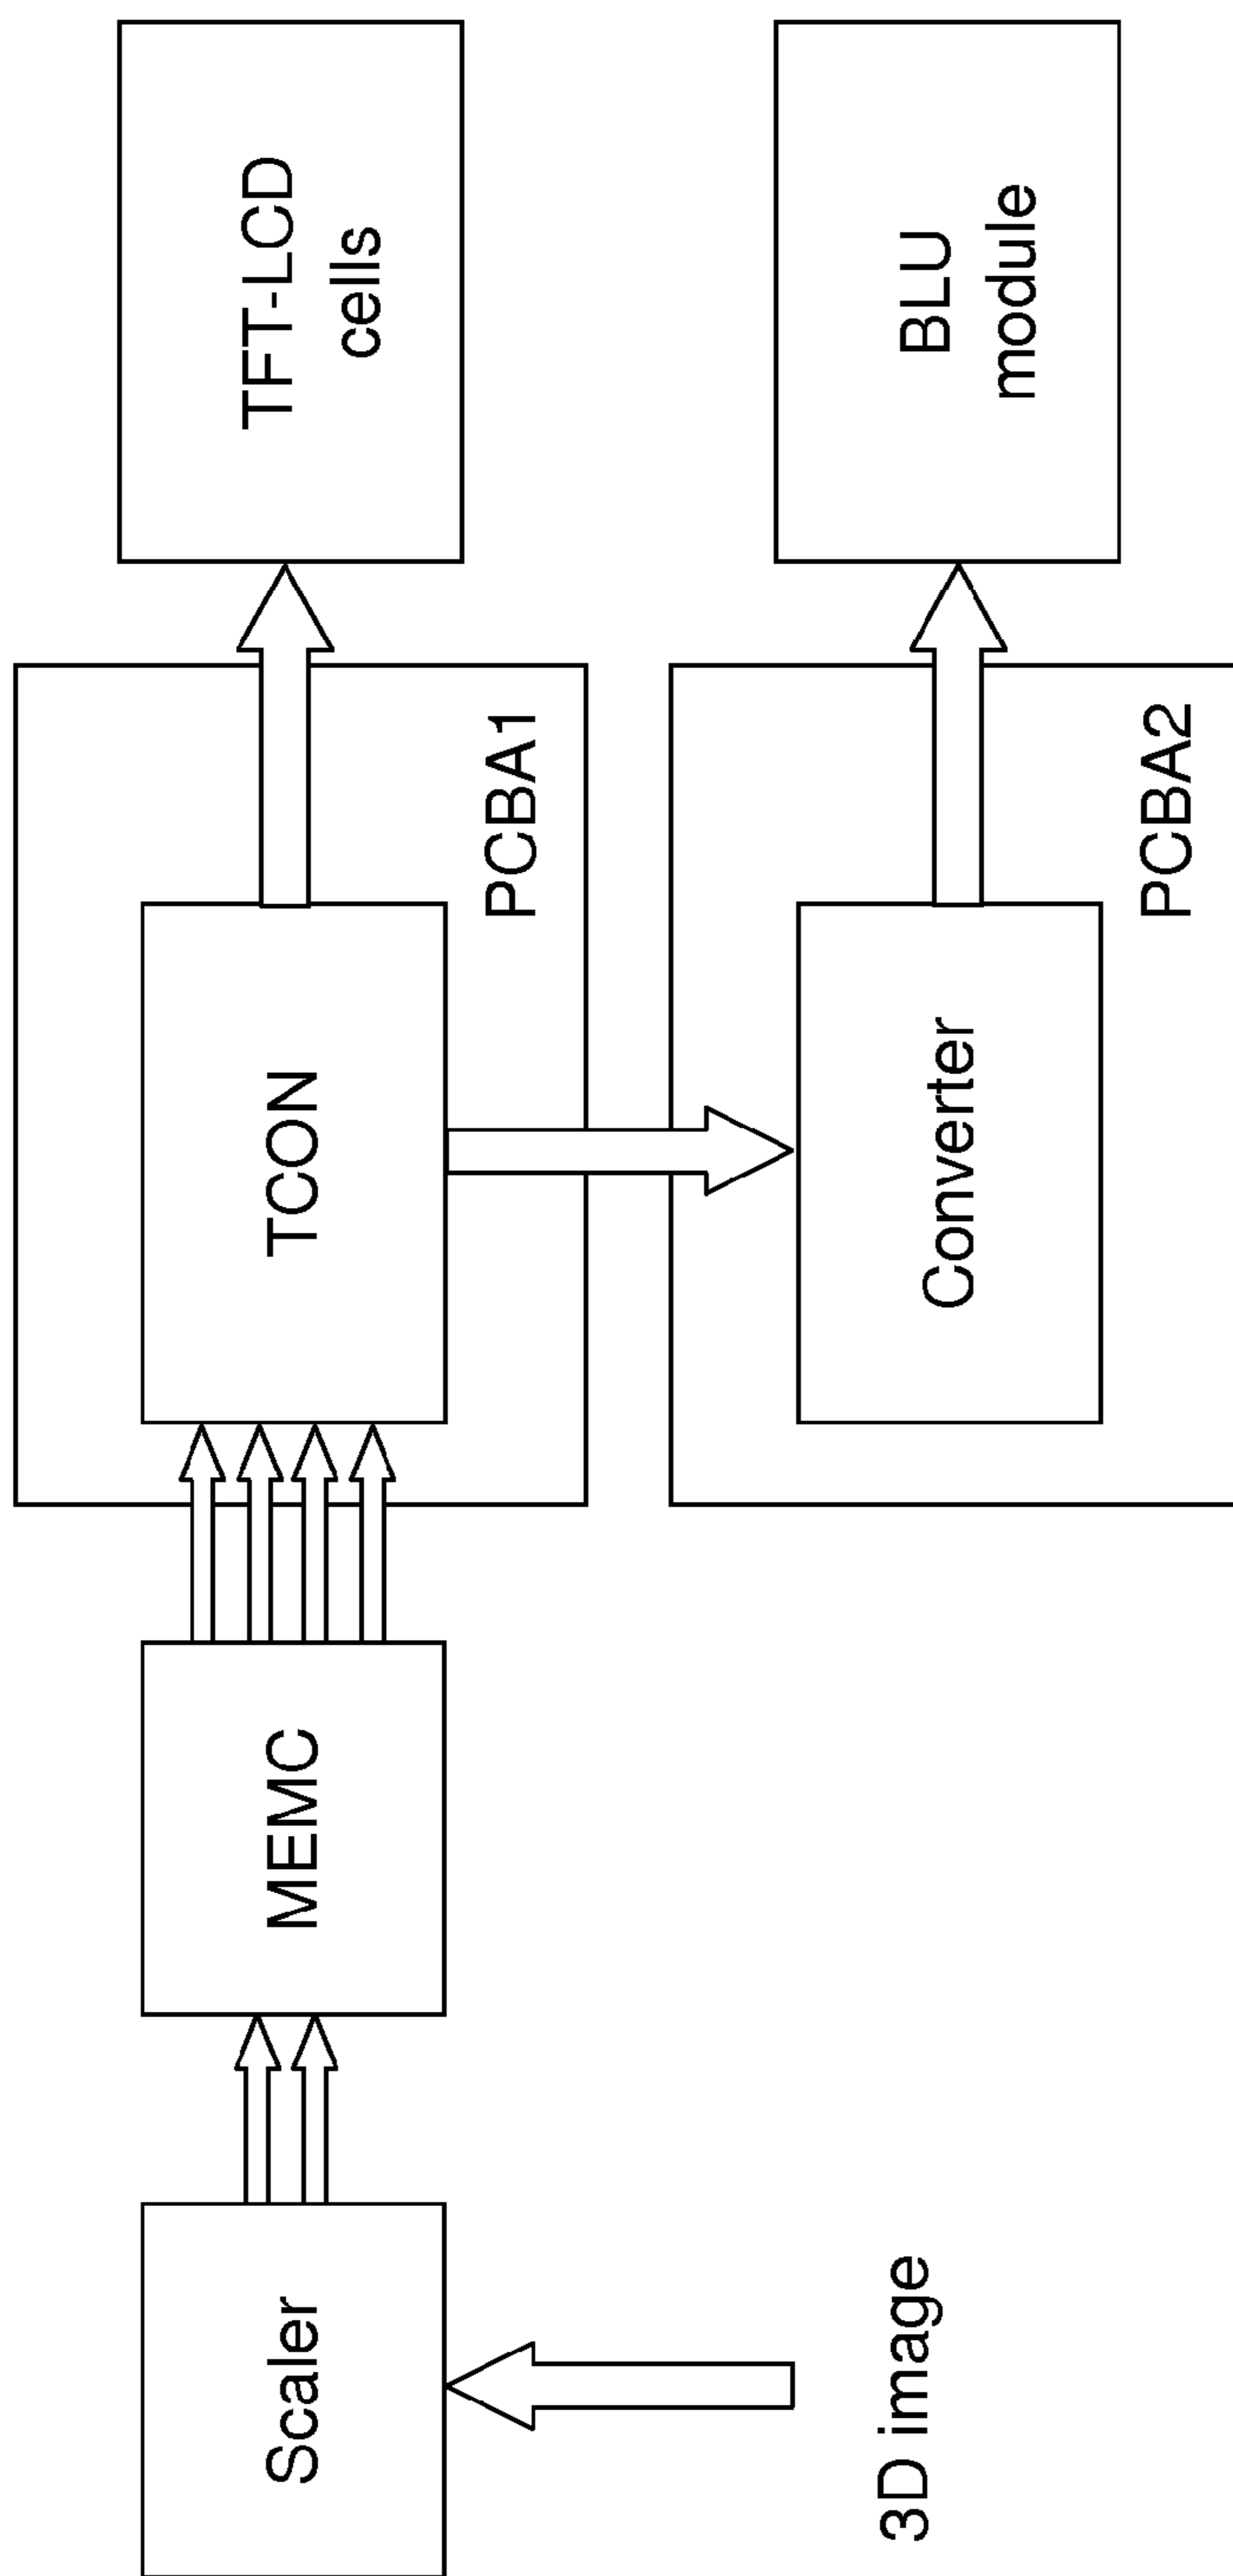 Scaler
MEMC
TCON
PCBA1
TFT-LCD
cells
3D image
Converter
PCBA2
BLU
module